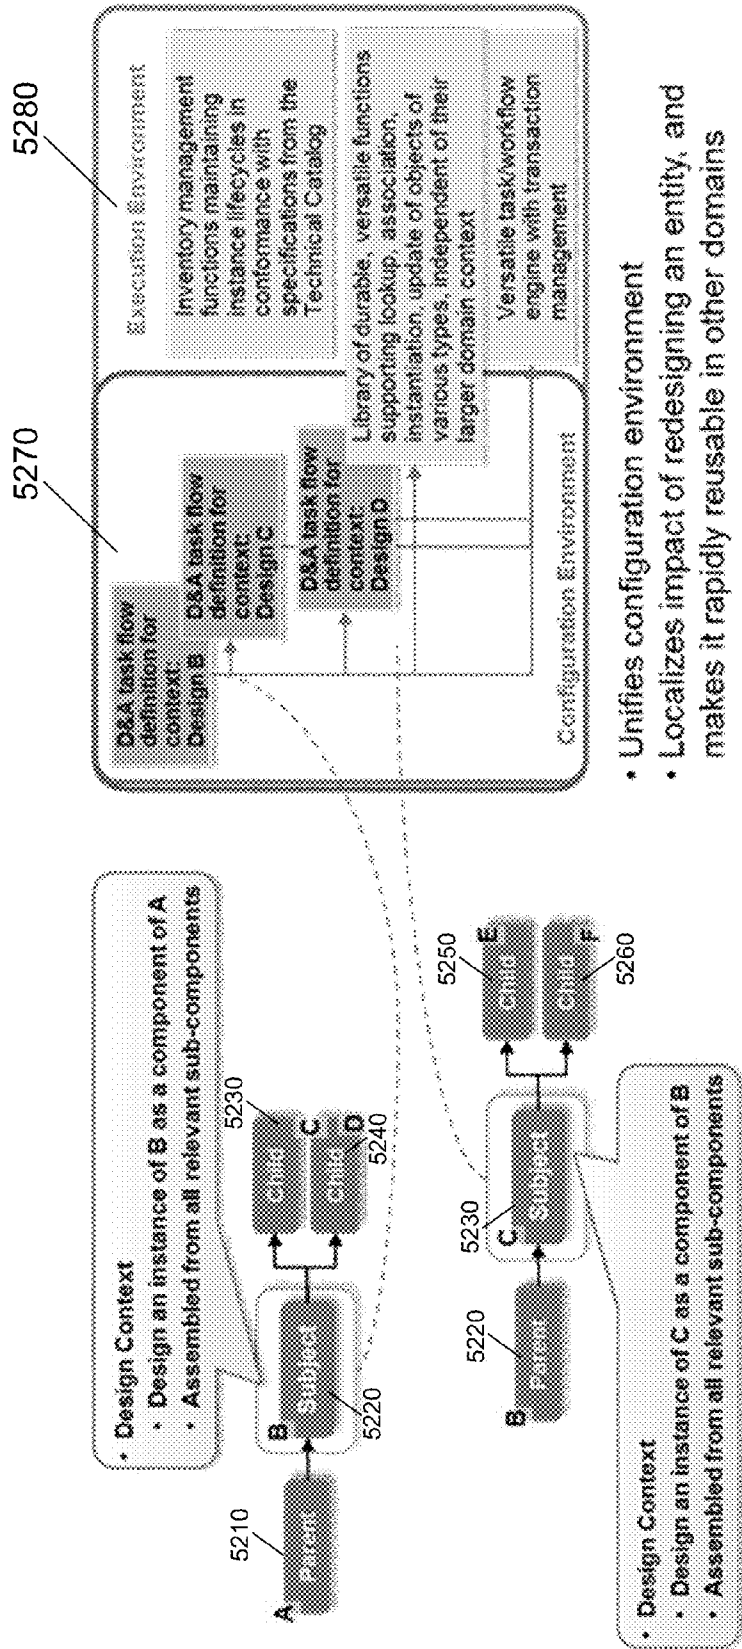 • Design Context
• Design an instance of B as a component of A
• Assembled from all relevant sub-components
5210
A
Parent
B
Subject
5220
5230
Child
C
Child
D
5240
5220
B
Parent
5230
C
Subject
5250
E
Child
Child
F
5260
• Design Context
• Design an instance of C as a component of B
• Assembled from all relevant sub-components
5270
D&A task flow
definition for
context:
Design B
D&A task flow
definition for
context:
Design C
D&A task flow
definition for
context:
Design D
Configuration Environment
5280
Execution Environment
Inventory management
functions maintaining
instance lifecycles in
conformance with
specifications from the
Technical Catalog
Library of durable, versatile functions
supporting lookup, association,
instantiation, update of objects of
various types, independent of their
larger domain context
Versatile task/workflow
engine with transaction
management
• Unifies configuration environment
• Localizes impact of redesigning an entity, and
makes it rapidly reusable in other domains